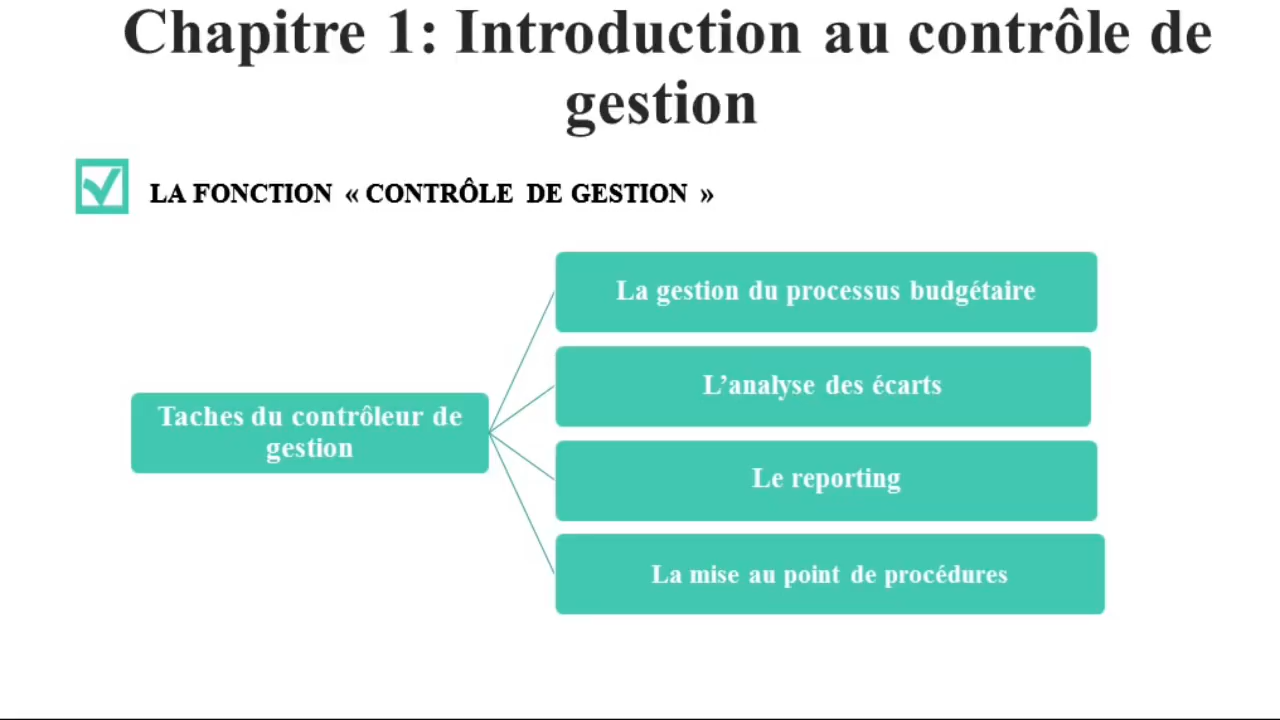 Chapitre 1: Introduction au contrôle de
gestion
LA FONCTION « CONTRÔLE DE GESTION »
La gestion du processus budgétaire
L’analyse des écarts
Taches du contrôleur de
gestion
Le reporting
La mise au point de procédures